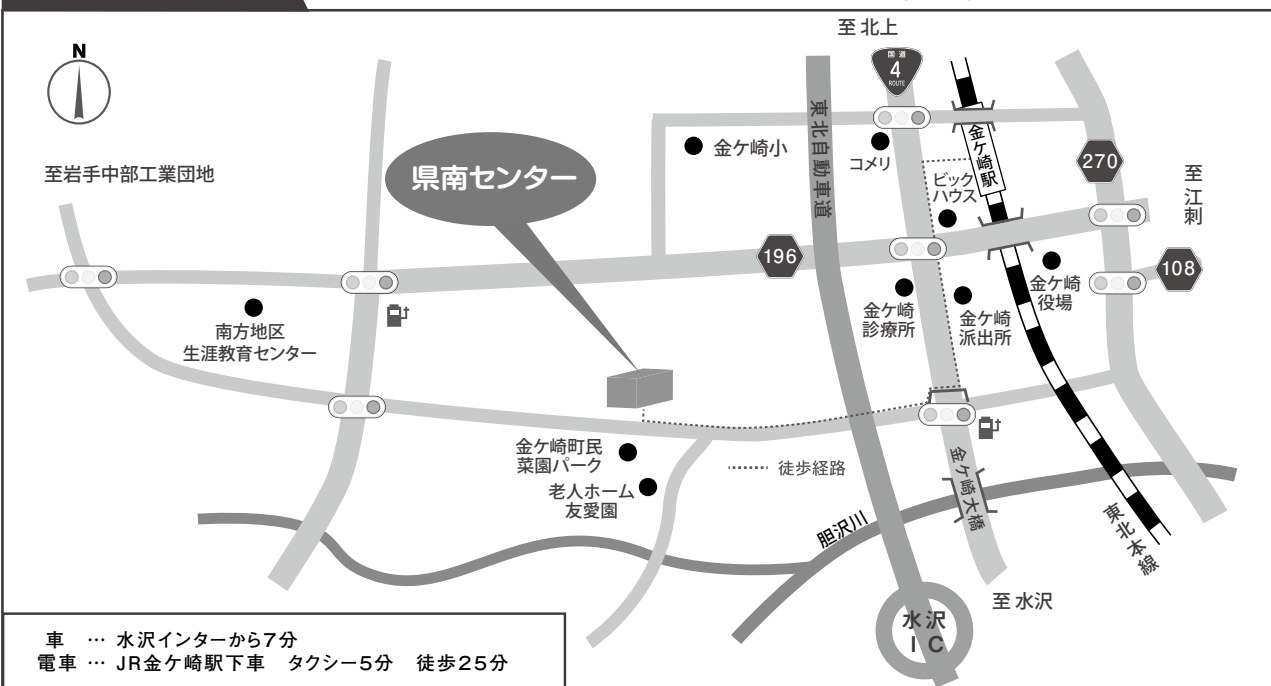 N
至 北上
国道
4
ROUTE
東北自動車道
金ケ崎小
コメリ
金ケ崎駅
ビック
ハウス
270
至 江刺
至岩手中部工業団地
県南センター
196
108
南方地区
生涯教育センター
金ケ崎
診療所
金ケ崎
派出所
金ケ崎
役場
金ケ崎町民
菜園パーク
老人ホーム
友愛園
徒歩経路
金ケ崎大橋
胆沢川
東北本線
至 水沢
水沢
IC
車 … 水沢インターから7分
電車 … JR金ケ崎駅下車 タクシー5分 徒歩25分